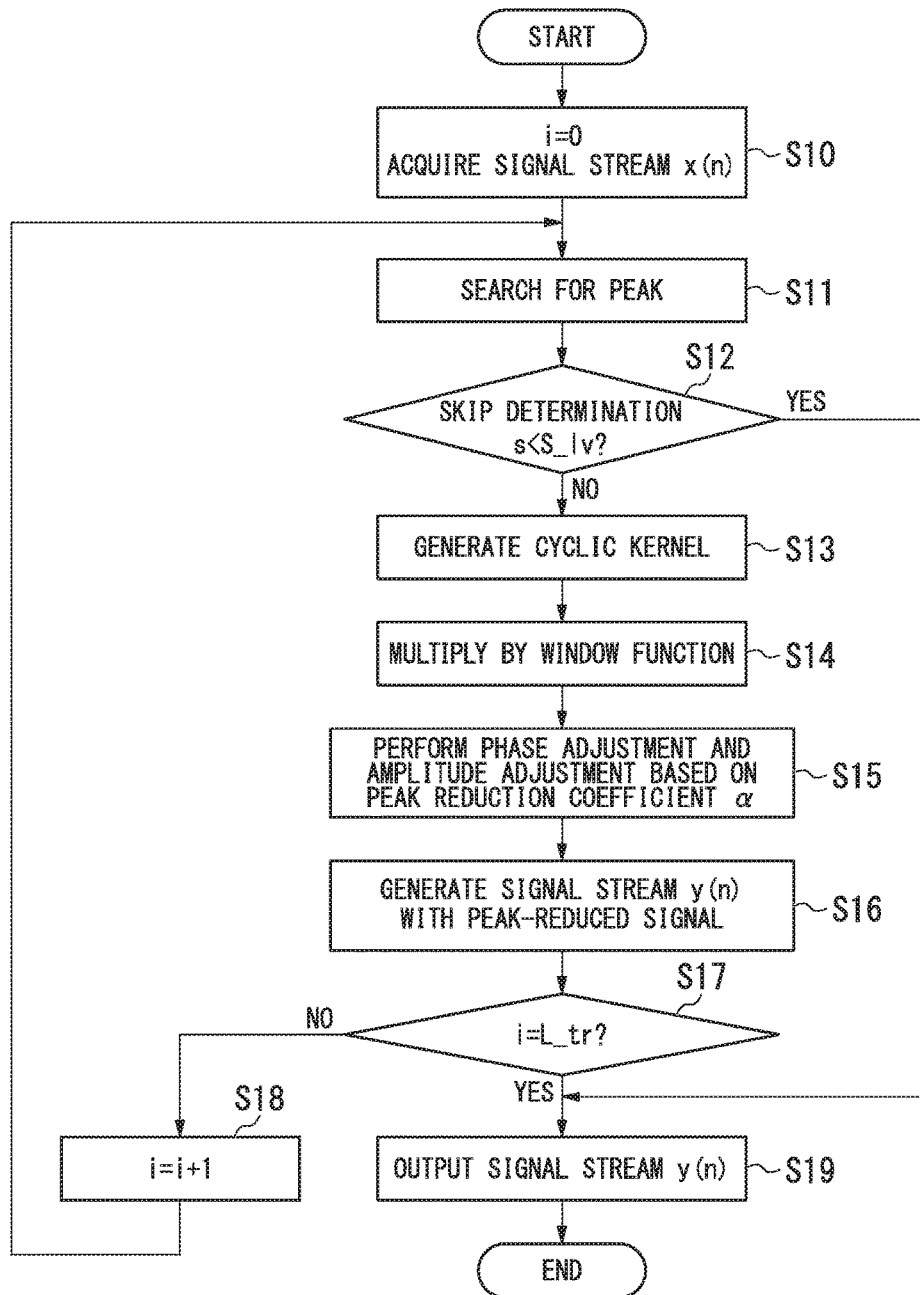 START
i=0
ACQUIRE SIGNAL STREAM x(n)
S10
SEARCH FOR PEAK
S11
S12
SKIP DETERMINATION
s<S_lv?
YES
NO
GENERATE CYCLIC KERNEL
S13
MULTIPLY BY WINDOW FUNCTION
S14
PERFORM PHASE ADJUSTMENT AND
AMPLITUDE ADJUSTMENT BASED ON
PEAK REDUCTION COEFFICIENT α
S15
GENERATE SIGNAL STREAM y(n)
WITH PEAK-REDUCED SIGNAL
S16
S17
NO
i=L_tr?
YES
S18
i=i+1
OUTPUT SIGNAL STREAM y(n)
S19
END